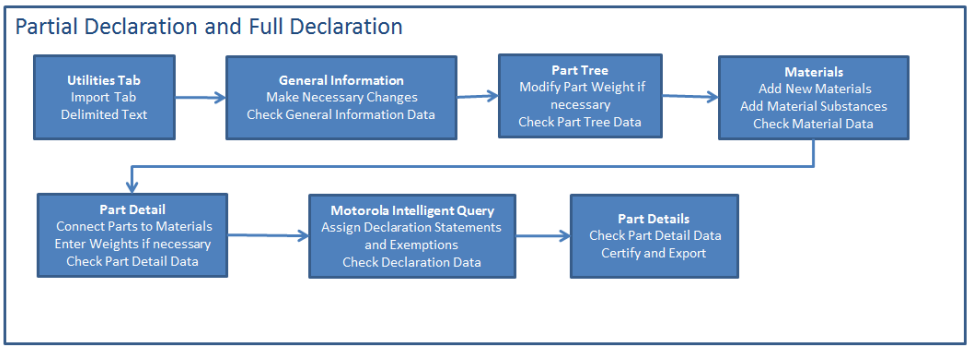 Partial Declaration and Full Declaration
Utilities Tab
Import Tab
Delimited Text
General Information
Make Necessary Changes
Check General Information Data
Part Tree
Modify Part Weight if
necessary
Check Part Tree Data
Materials
Add New Materials
Add Material Substances
Check Material Data
Part Detail
Connect Parts to Materials
Enter Weights if necessary
Check Part Detail Data
Motorola Intelligent Query
Assign Declaration Statements
and Exemptions
Check Declaration Data
Part Details
Check Part Detail Data
Certify and Export